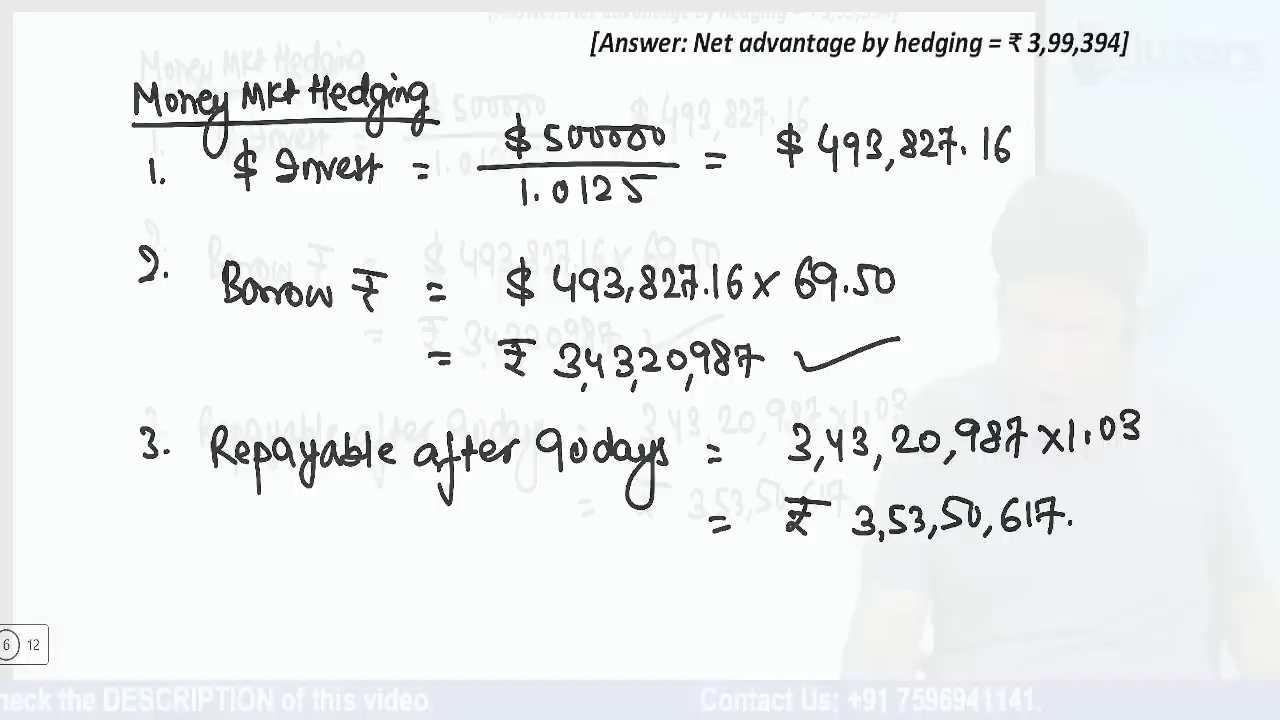 [Answer: Net advantage by hedging = ₹ 3,99,394]
Money Mkt Hedging
1. $ Invest = $ 500000 / 1.0125 = $ 493,827.16
2. Borrow ₹ = $ 493,827.16 × 69.50
= ₹ 3,43,20,987 ✓
3. Repayable after 90days = 3,43,20,987 ×1.03
= ₹ 3,53,50,617.
6 12
heck the DESCRIPTION of this video.
Contact Us; +91 7596941141.